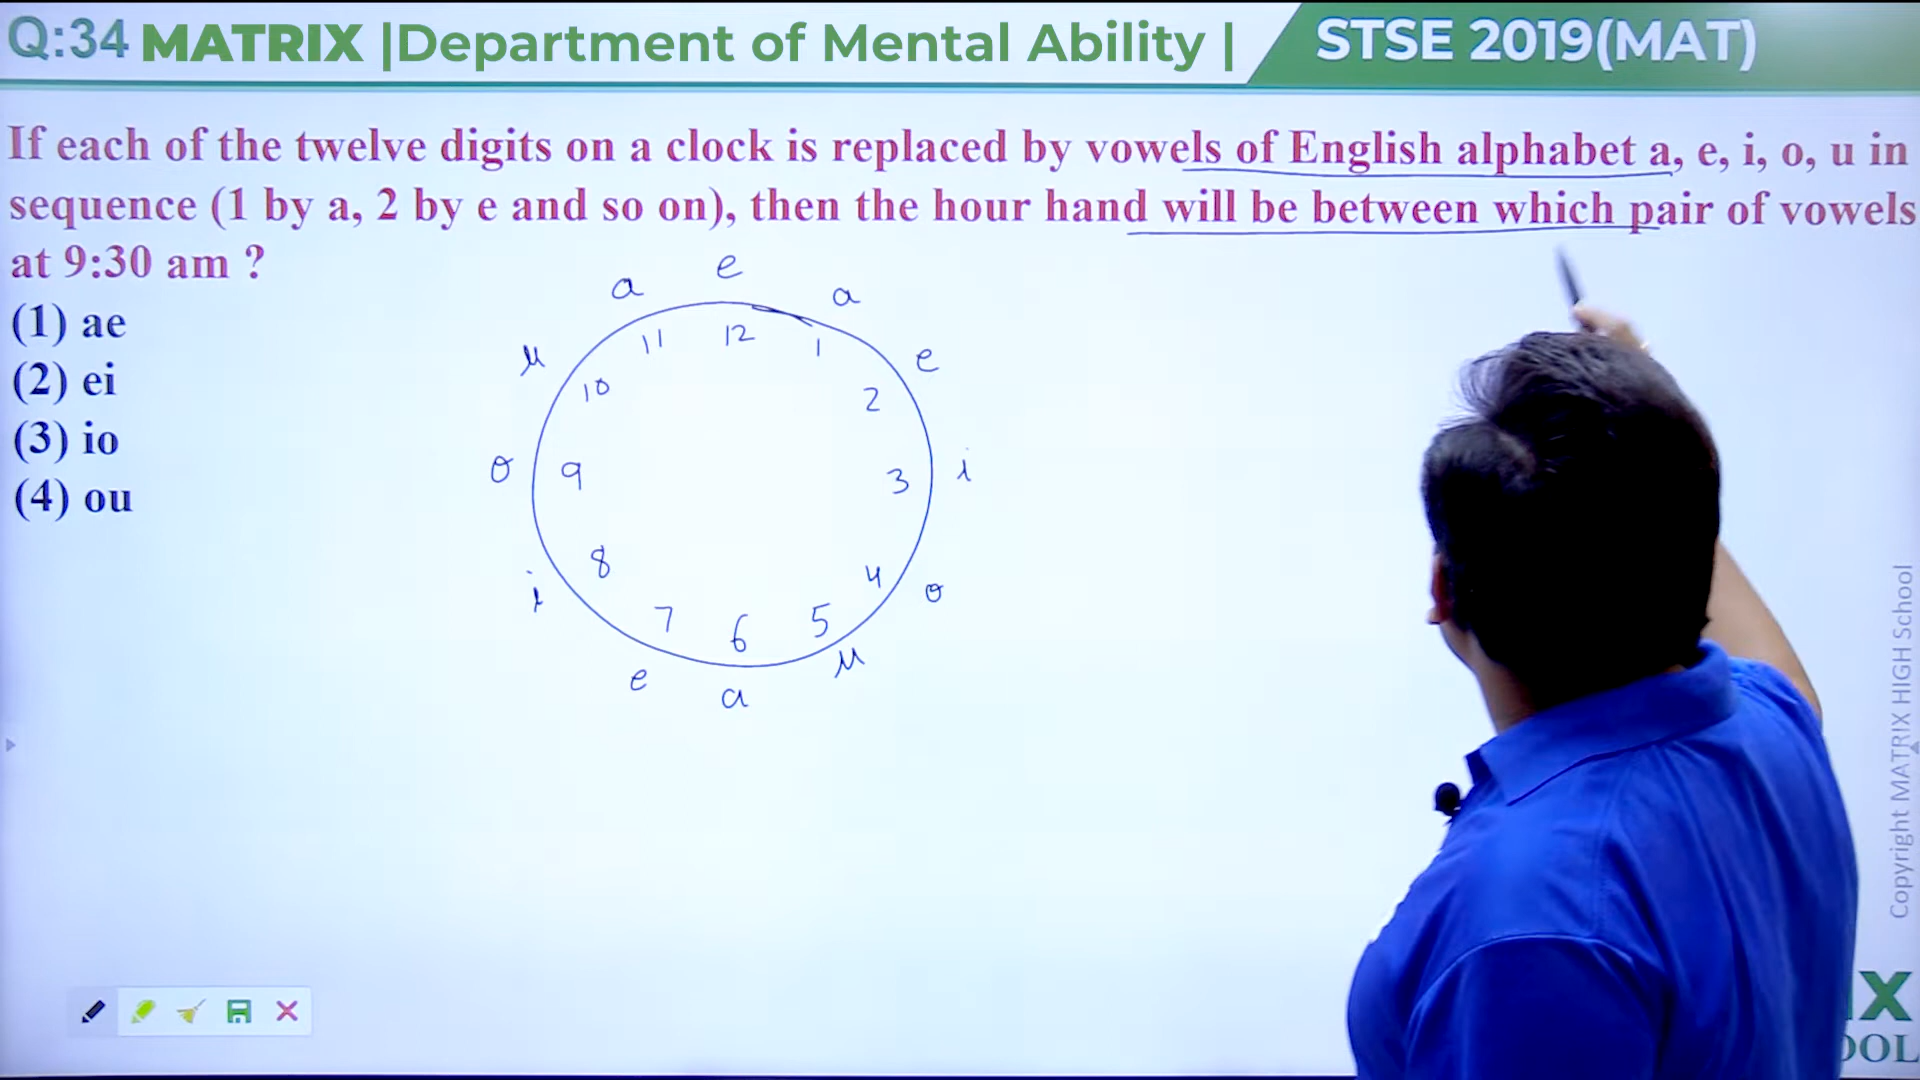 Q:34 MATRIX |Department of Mental Ability | STSE 2019(MAT)
If each of the twelve digits on a clock is replaced by vowels of English alphabet a, e, i, o, u in
sequence (1 by a, 2 by e and so on), then the hour hand will be between which pair of vowels
at 9:30 am ?
(1) ae
(2) ei
(3) io
(4) ou
a e a
u 11 12 1 e
10 2
o 9 3 i
8 4 o
i 7 6 5 u
e a
Copyright MATRIX HIGH School
IX
OOL